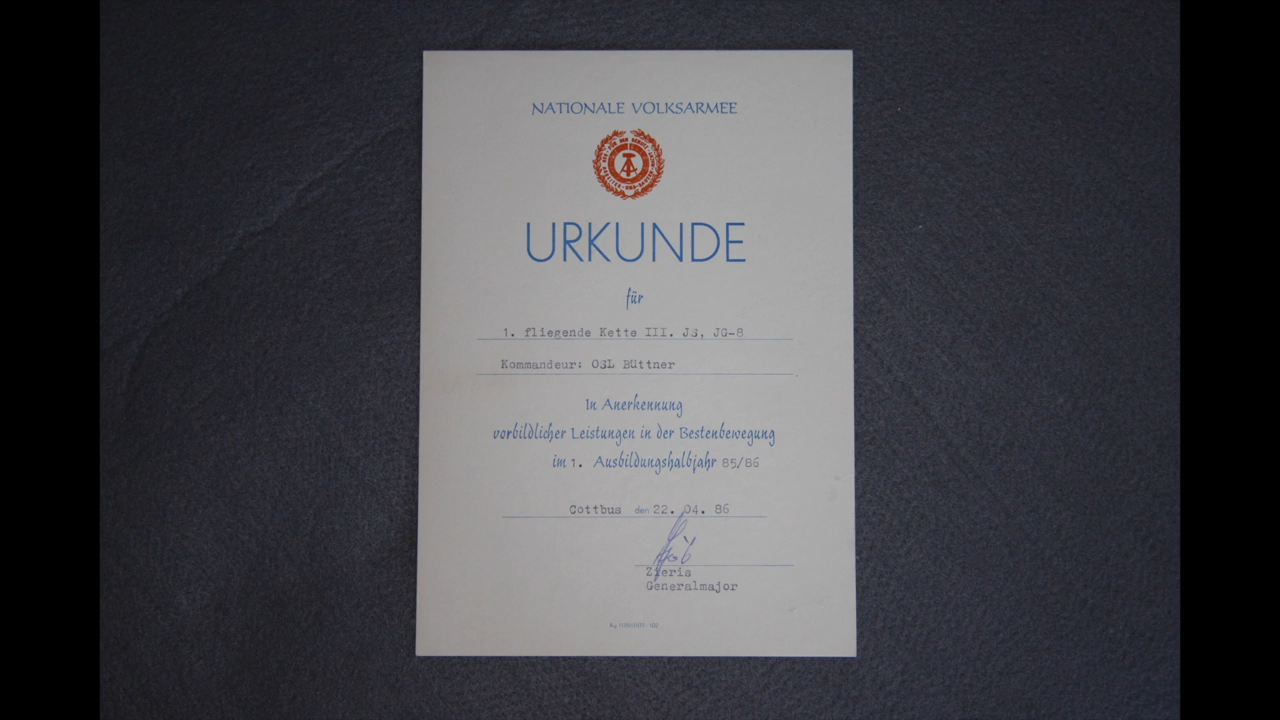 NATIONALE VOLKSARMEE
URKUNDE
für
1. fliegende Kette III. JS, JG-8
Kommandeur: OSL Büttner
In Anerkennung
vorbildlicher Leistungen in der Bestenbewegung
im 1. Ausbildungshalbjahr 85/86
Cottbus den 22. 04. 86
Zieris
Generalmajor